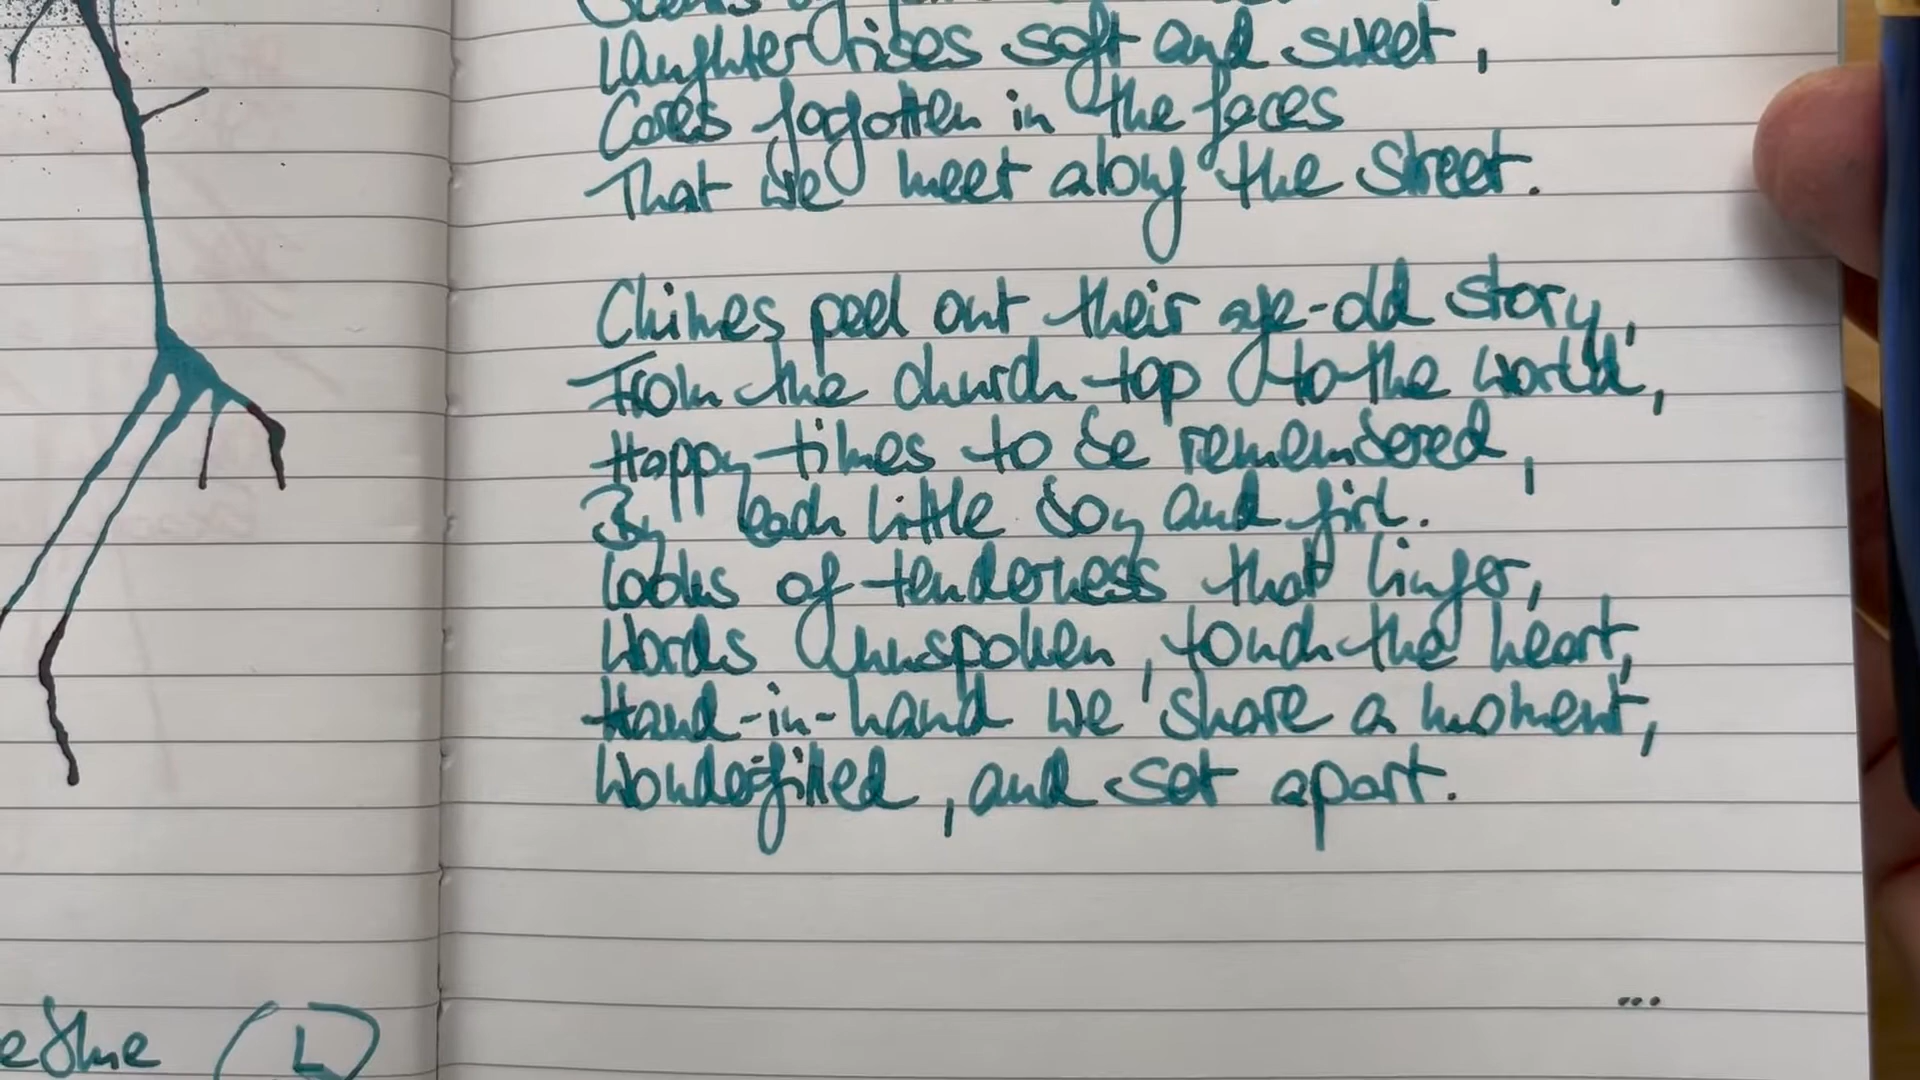 Laughter rises soft and sweet,
Cares fogotten in the faces
That we meet along the street.
Chimes peel out their age-old story,
From the church top to the world,
Happy times to be remembered,
By each little boy and girl.
Looks of tenderness that linger,
Words unspoken, touch the heart,
Hand-in-hand we share a moment,
Wonderfilled, and set apart.
...
L